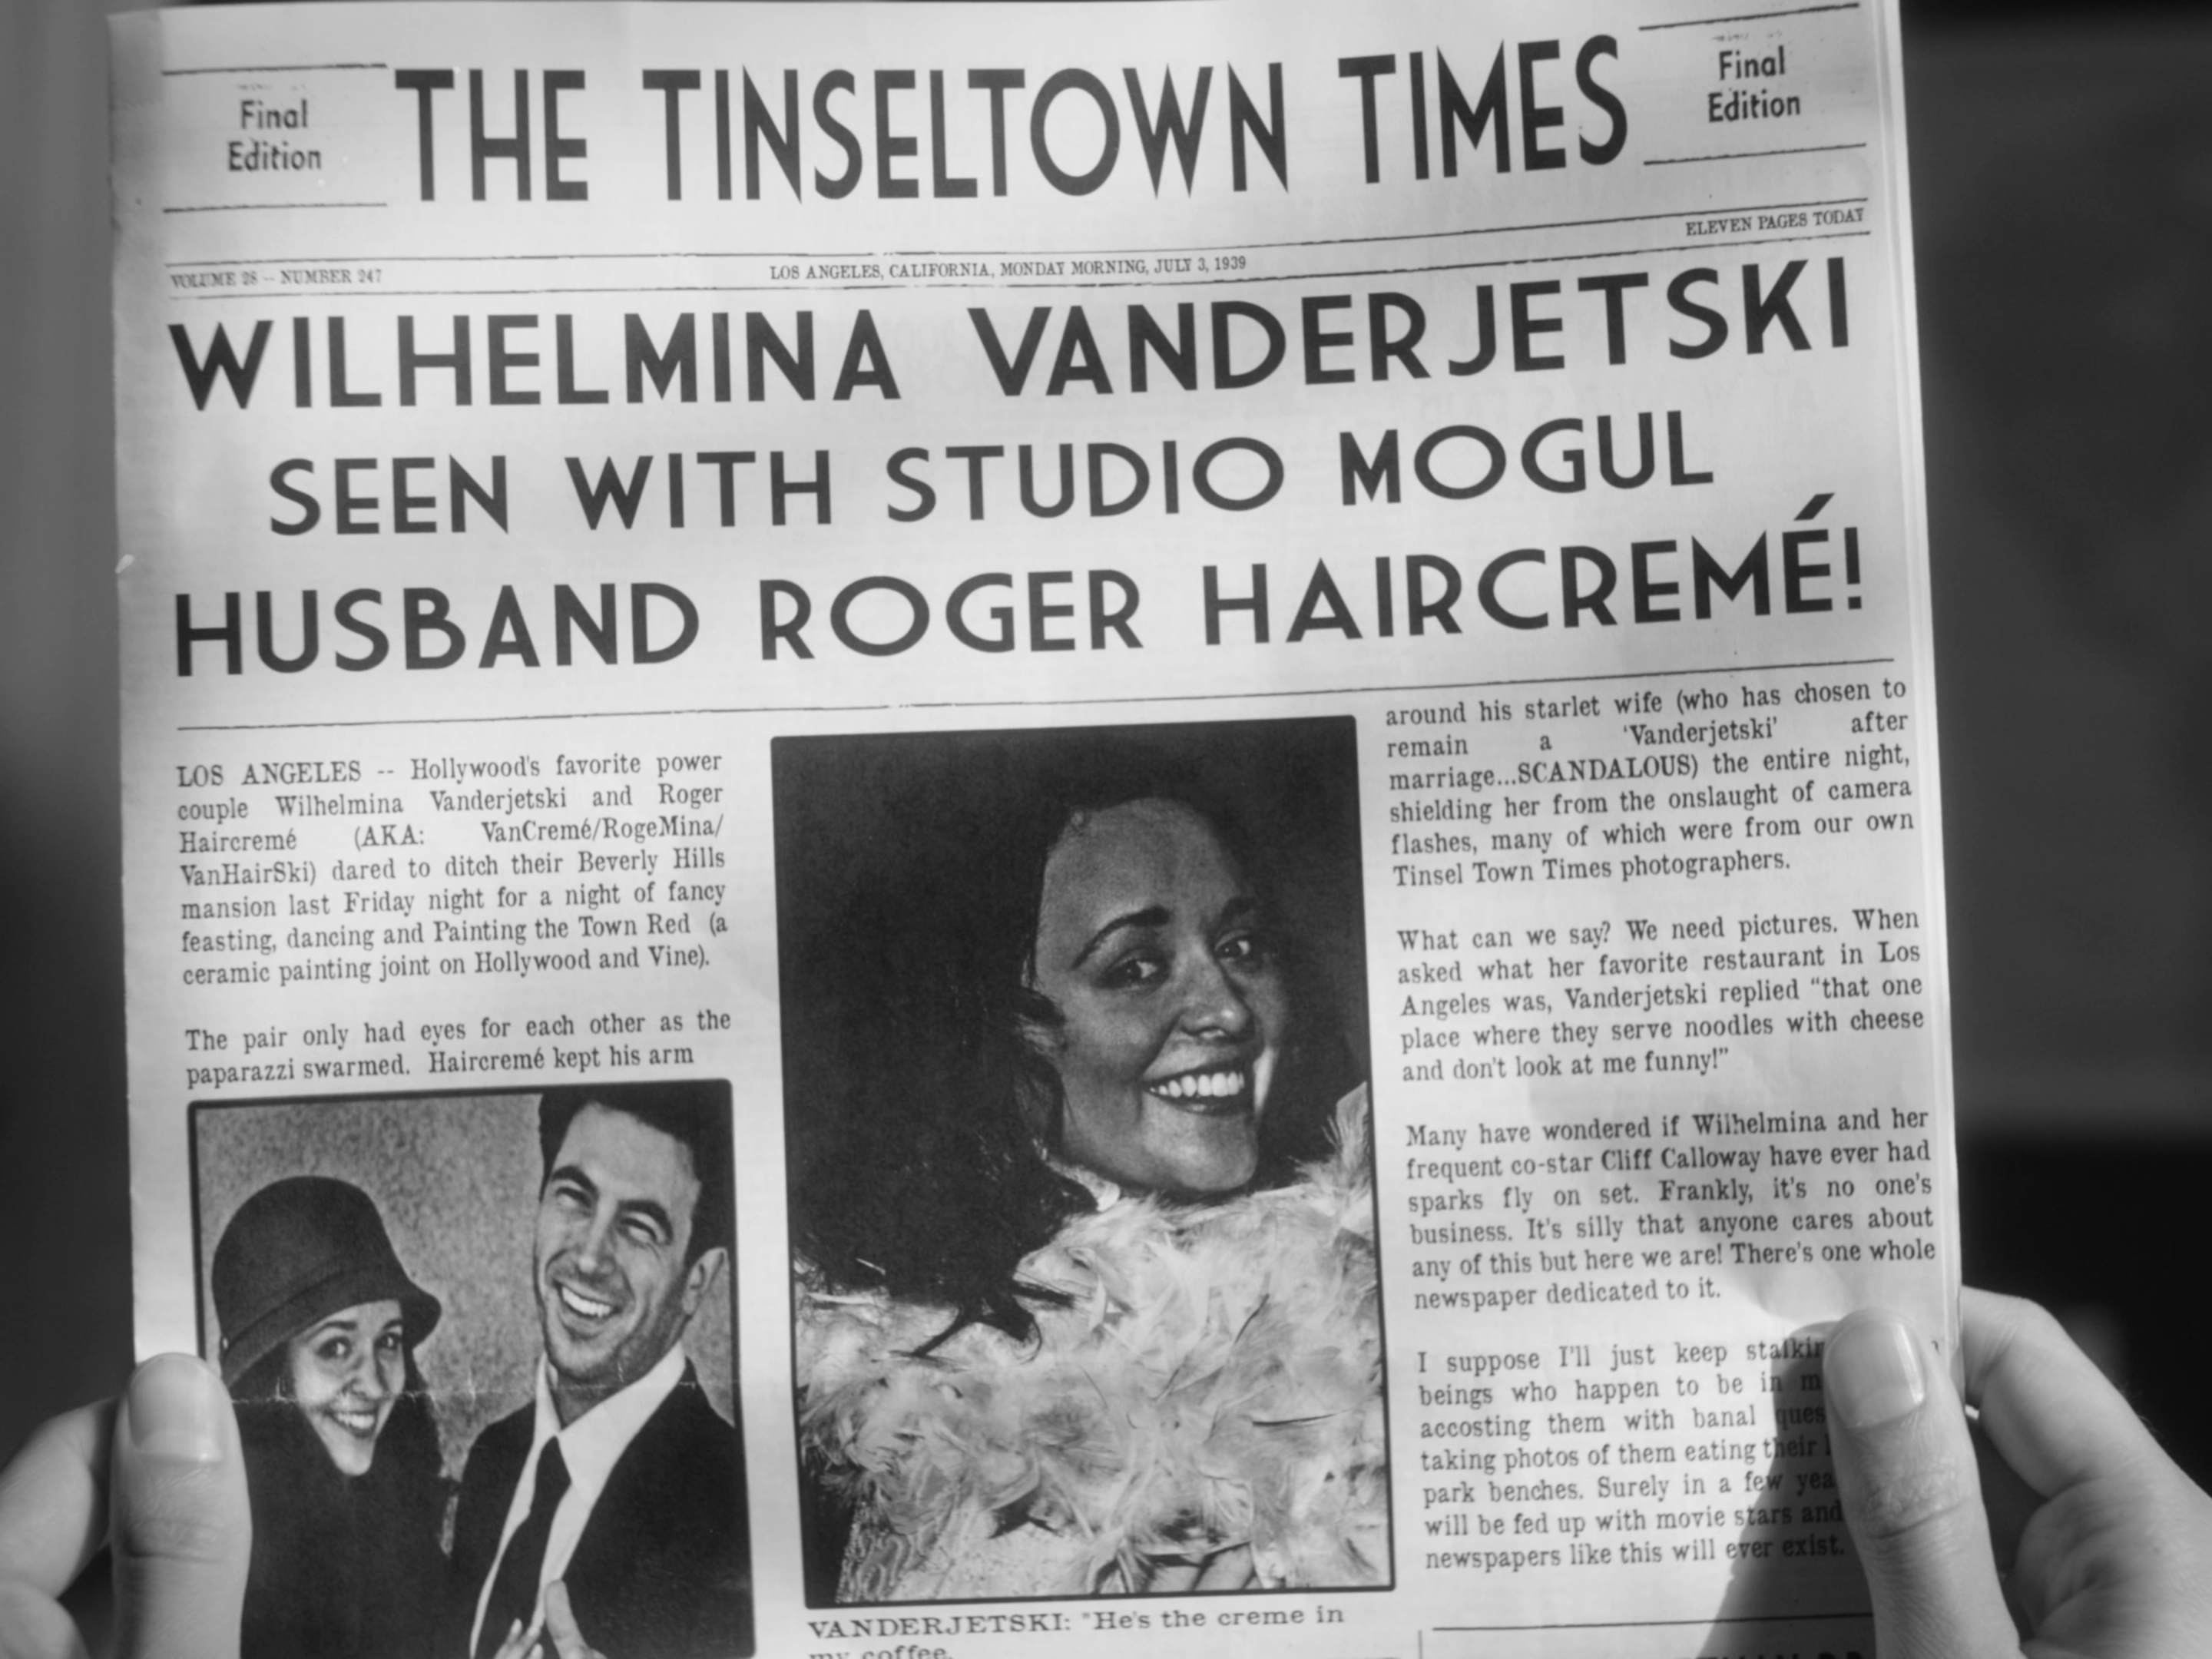 Final
Edition
THE TINSELTOWN TIMES
Final
Edition
VOLUME 28 -- NUMBER 247
LOS ANGELES, CALIFORNIA, MONDAY MORNING, JULY 3, 1939
ELEVEN PAGES TODAY
WILHELMINA VANDERJETSKI
SEEN WITH STUDIO MOGUL
HUSBAND ROGER HAIRCREMÉ!
LOS ANGELES -- Hollywood's favorite power
couple Wilhelmina Vanderjetski and Roger
Haircremé (AKA: VanCremé/RogeMina/
VanHairSki) dared to ditch their Beverly Hills
mansion last Friday night for a night of fancy
feasting, dancing and Painting the Town Red (a
ceramic painting joint on Hollywood and Vine).
The pair only had eyes for each other as the
paparazzi swarmed. Haircremé kept his arm
around his starlet wife (who has chosen to
remain a 'Vanderjetski' after
marriage...SCANDALOUS) the entire night,
shielding her from the onslaught of camera
flashes, many of which were from our own
Tinsel Town Times photographers.
What can we say? We need pictures. When
asked what her favorite restaurant in Los
Angeles was, Vanderjetski replied "that one
place where they serve noodles with cheese
and don't look at me funny!"
Many have wondered if Wilhelmina and her
frequent co-star Cliff Calloway have ever had
sparks fly on set. Frankly, it's no one's
business. It's silly that anyone cares about
any of this but here we are! There's one whole
newspaper dedicated to it.
I suppose I'll just keep
beings who happen to be in
accosting them with banal
taking photos of them eating their
park benches. Surely in a few
will be fed up with movie stars and
newspapers like this will ever exist.
VANDERJETSKI: "He's the creme in
my coffee.